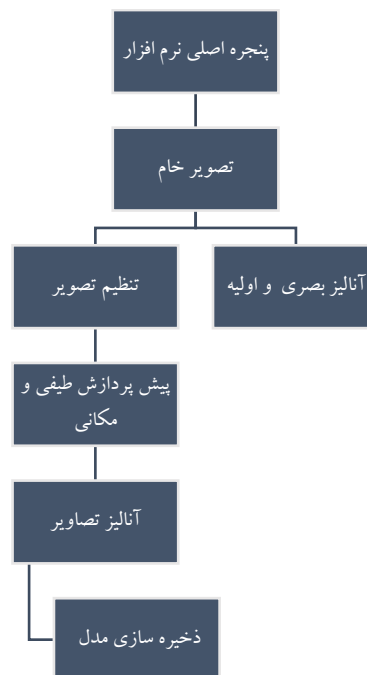 پنجره اصلی نرم افزار
تصویر خام
آنالیز بصری و اولیه
تنظیم تصویر
پیش پردازش طیفی و
مکانی
آنالیز تصاویر
ذخیره سازی مدل